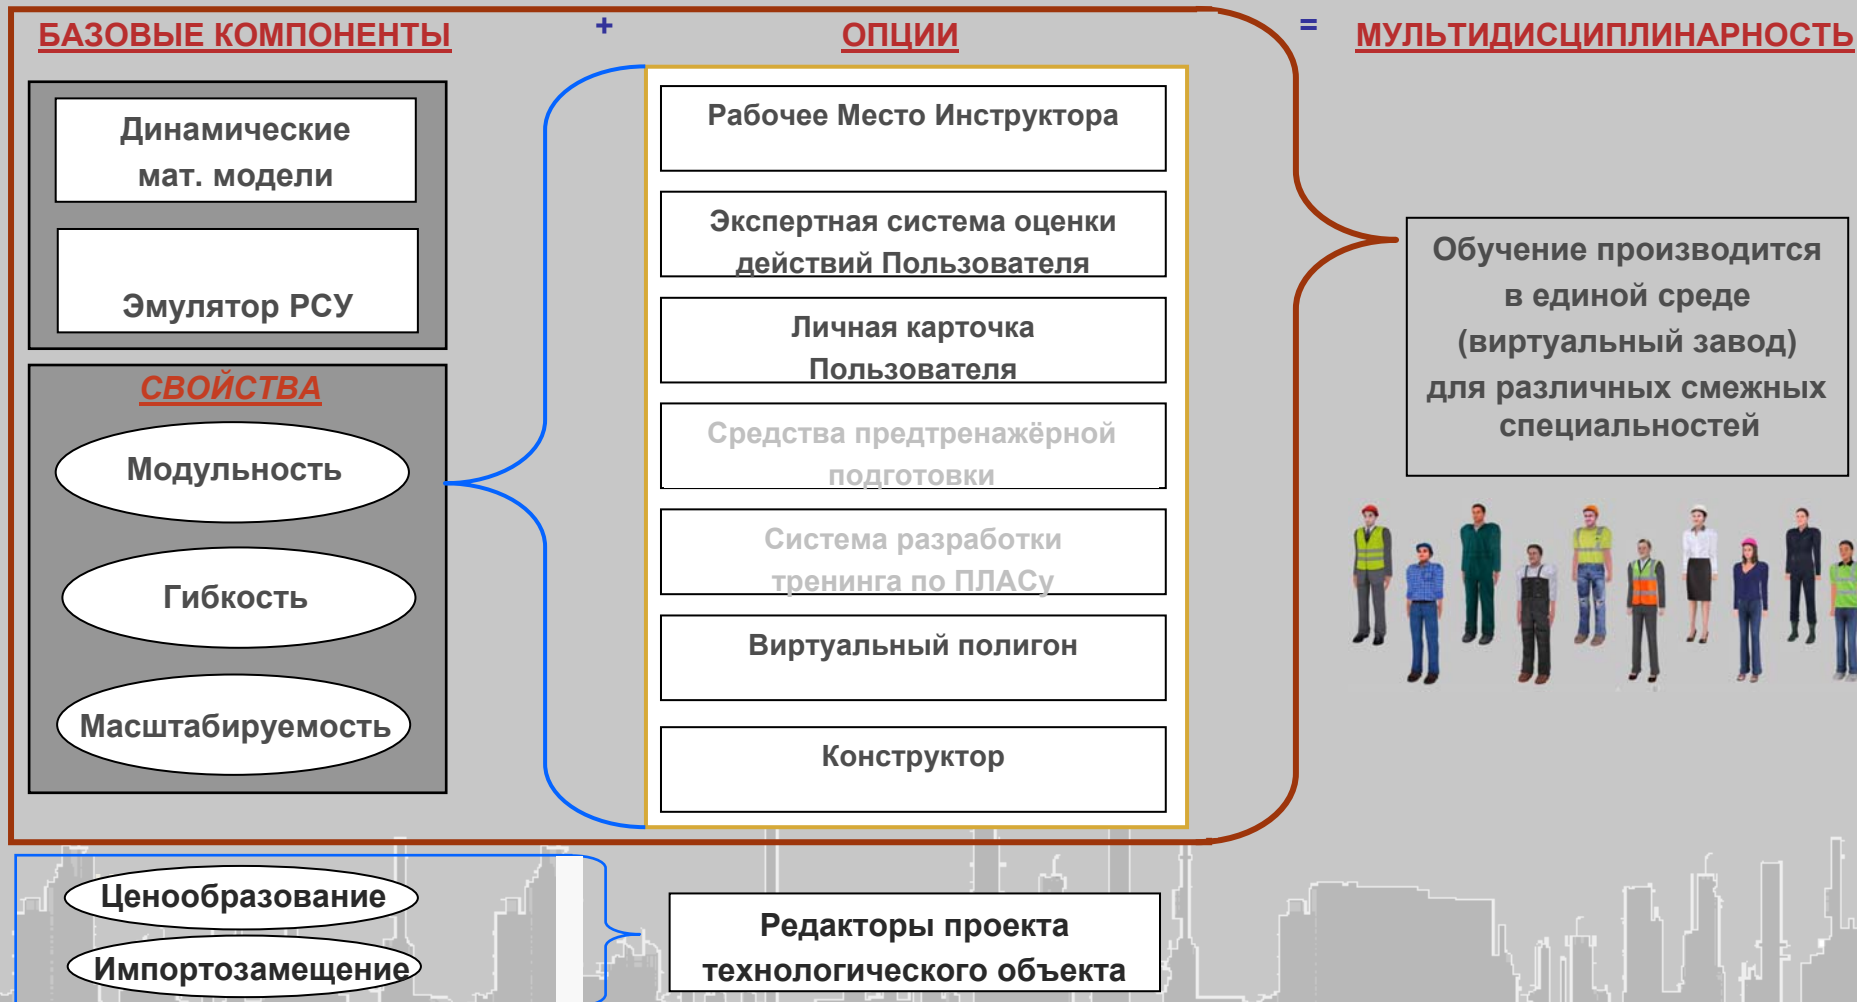 БАЗОВЫЕ КОМПОНЕНТЫ
+
ОПЦИИ
=
МУЛЬТИДИСЦИПЛИНАРНОСТЬ
Динамические
мат. модели
Эмулятор РСУ
СВОЙСТВА
Модульность
Гибкость
Масштабируемость
Рабочее Место Инструктора
Экспертная система оценки
действий Пользователя
Личная карточка
Пользователя
Средства предтренажёрной
подготовки
Система разработки
тренинга по ПЛАСу
Виртуальный полигон
Конструктор
Обучение производится
в единой среде
(виртуальный завод)
для различных смежных
специальностей
Ценообразование
Импортозамещение
Редакторы проекта
технологического объекта